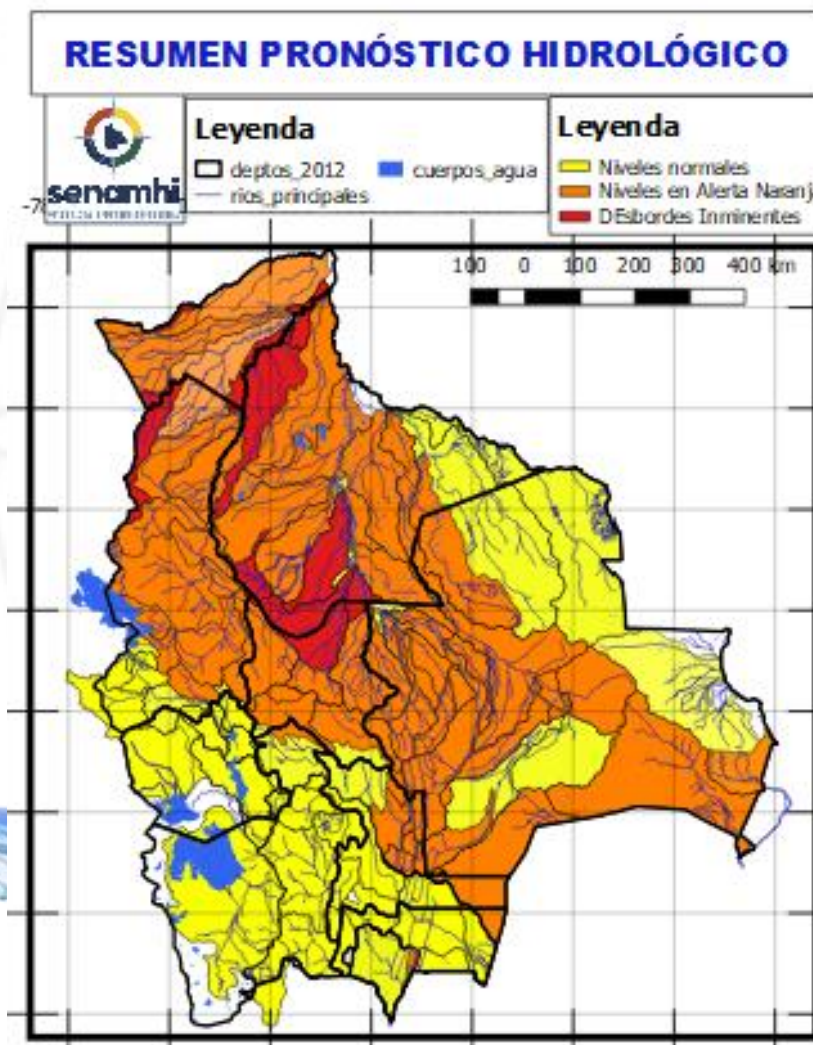 RESUMEN PRONÓSTICO HIDROLÓGICO
senamhi
Leyenda
deptos_2012 cuerpos_agua
rios_principales
Leyenda
Niveles normales
Niveles en Alerta Naranj
DEsbordes Inminentes
100 0 100 200 300 400 km